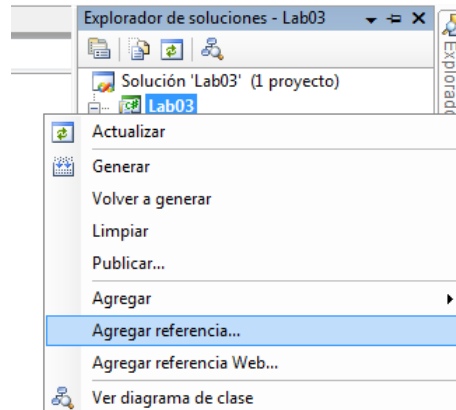 Explorador de soluciones - Lab03
Solución 'Lab03' (1 proyecto)
Lab03
Actualizar
Generar
Volver a generar
Limpiar
Publicar...
Agregar
Agregar referencia...
Agregar referencia Web...
Ver diagrama de clase